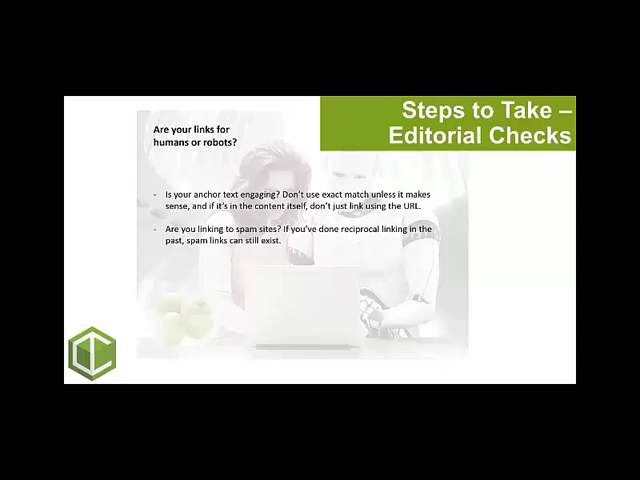 Steps to Take –
Editorial Checks
Are your links for
humans or robots?
- Is your anchor text engaging? Don't use exact match unless it makes
sense, and if it's in the content itself, don't just link using the URL.
- Are you linking to spam sites? If you've done reciprocal linking in the
past, spam links can still exist.